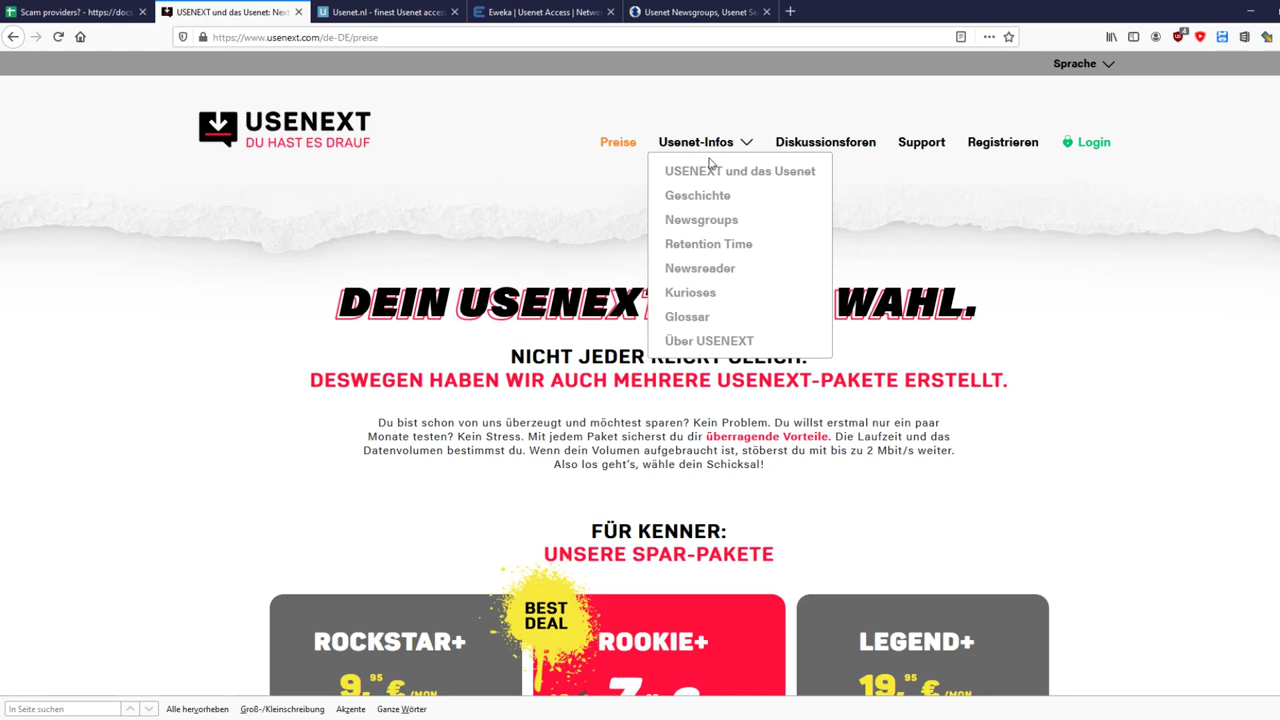 Scam providers? - https://docs
USENEXT und das Usenet: Nex
Usenet.nl - finest Usenet acces
Eweka | Usenet Access | Netwo
Usenet Newsgroups, Usenet Se
https://www.usenext.com/de-DE/preise
Sprache
USENEXT
DU HAST ES DRAUF
Preise Usenet-Infos Diskussionsforen Support Registrieren Login
USENEXT und das Usenet
Geschichte
Newsgroups
Retention Time
Newsreader
Kurioses
Glossar
Über USENEXT
DEIN USENEX WAHL.
NICHT JEDER KLICKT GLEICH.
DESWEGEN HABEN WIR AUCH MEHRERE USENEXT-PAKETE ERSTELLT.
Du bist schon von uns überzeugt und möchtest sparen? Kein Problem. Du willst erstmal nur ein paar
Monate testen? Kein Stress. Mit jedem Paket sicherst du dir überragende Vorteile. Die Laufzeit und das
Datenvolumen bestimmst du. Wenn dein Volumen aufgebraucht ist, stöberst du mit bis zu 2 Mbit/s weiter.
Also los geht's, wähle dein Schicksal!
FÜR KENNER:
UNSERE SPAR-PAKETE
BEST
DEAL
ROCKSTAR+
9,95 €/MON
ROOKIE+
LEGEND+
19,95 €/MON
In Seite suchen
Alle hervorheben Groß-/Kleinschreibung Akzente Ganze Wörter